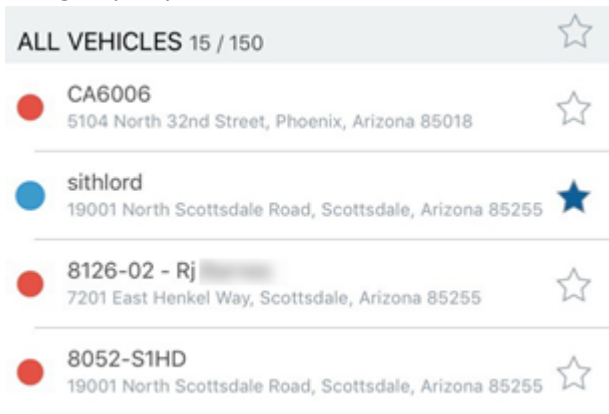 ALL VEHICLES 15 / 150
CA6006
5104 North 32nd Street, Phoenix, Arizona 85018
sithlord
19001 North Scottsdale Road, Scottsdale, Arizona 85255
8126-02 - Rj
7201 East Henkel Way, Scottsdale, Arizona 85255
8052-S1HD
19001 North Scottsdale Road, Scottsdale, Arizona 85255